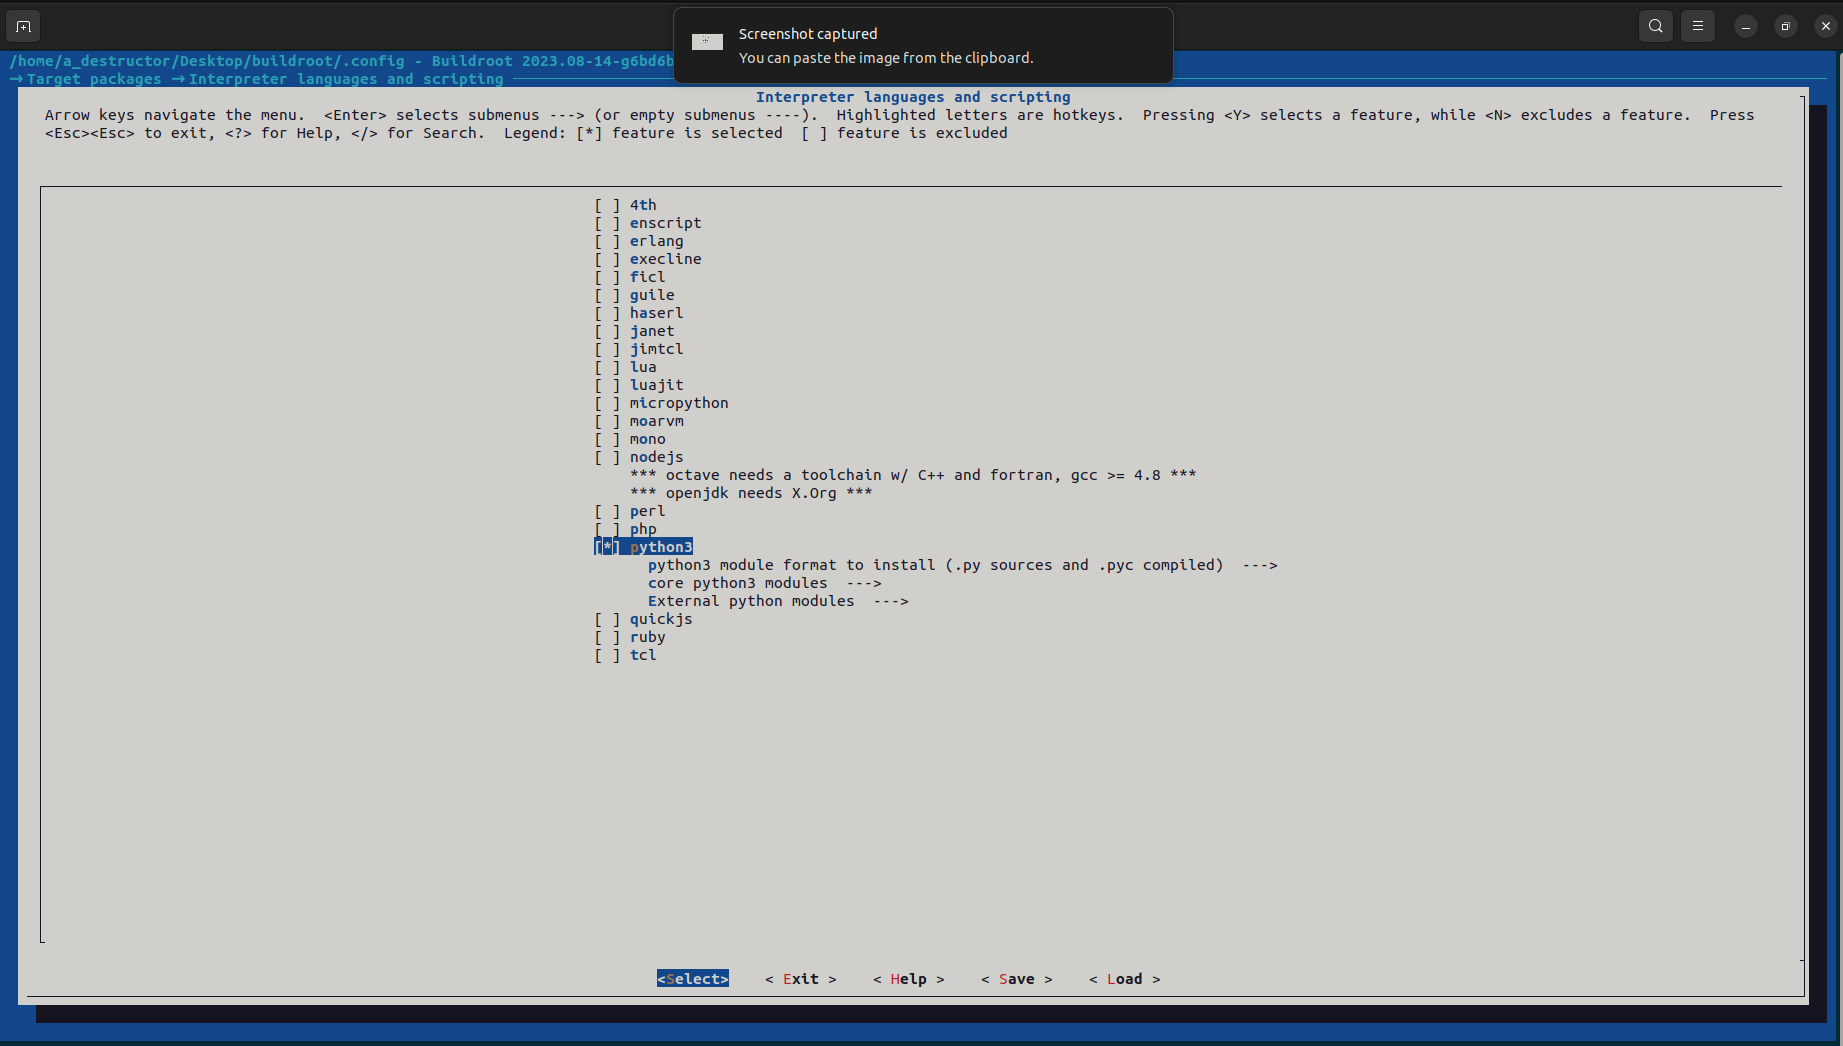 Screenshot captured
You can paste the image from the clipboard.
/home/a_destructor/Desktop/buildroot/.config - Buildroot 2023.08-14-g6bd6b
→ Target packages → Interpreter languages and scripting
Interpreter languages and scripting
Arrow keys navigate the menu.  <Enter> selects submenus ---> (or empty submenus ----).  Highlighted letters are hotkeys.  Pressing <Y> selects a feature, while <N> excludes a feature.  Press
<Esc><Esc> to exit, <?> for Help, </> for Search.  Legend: [*] feature is selected  [ ] feature is excluded
[ ] 4th
[ ] enscript
[ ] erlang
[ ] execline
[ ] ficl
[ ] guile
[ ] haserl
[ ] janet
[ ] jimtcl
[ ] lua
[ ] luajit
[ ] micropython
[ ] moarvm
[ ] mono
[ ] nodejs
*** octave needs a toolchain w/ C++ and fortran, gcc >= 4.8 ***
*** openjdk needs X.Org ***
[ ] perl
[ ] php
[*] python3
python3 module format to install (.py sources and .pyc compiled)  --->
core python3 modules  --->
External python modules  --->
[ ] quickjs
[ ] ruby
[ ] tcl
<Select>    < Exit >    < Help >    < Save >    < Load >